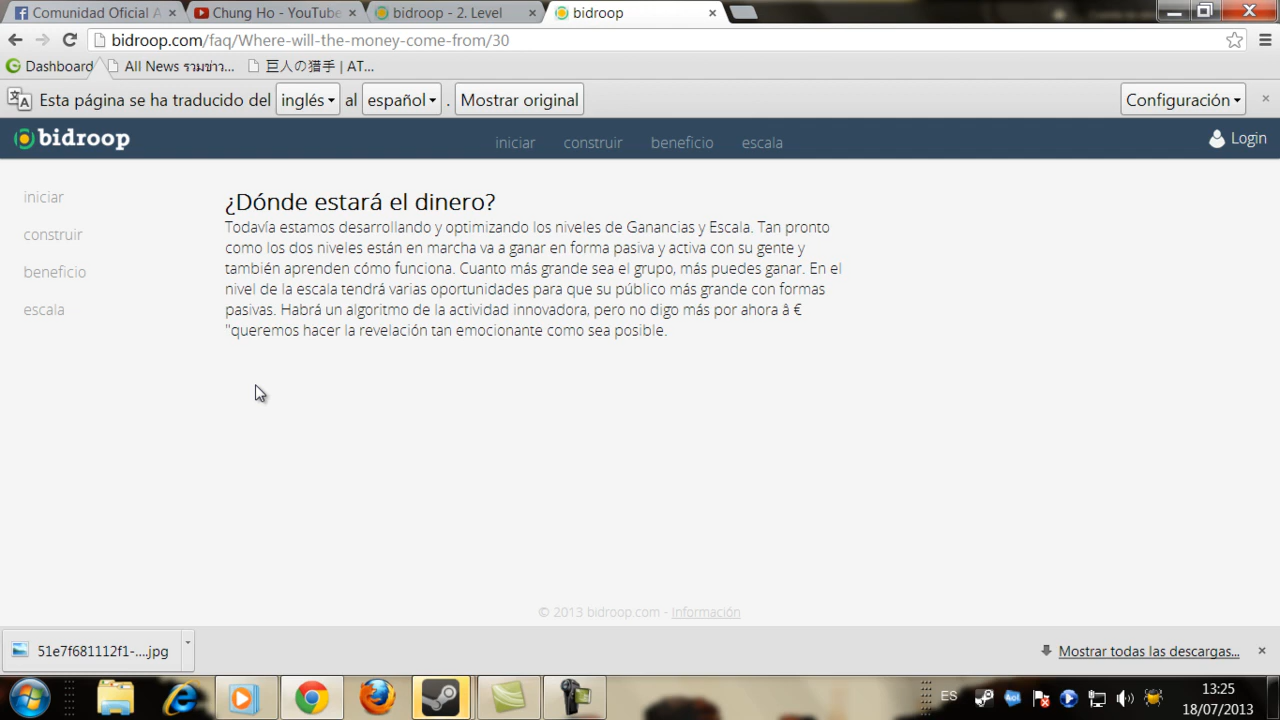 Comunidad Oficial A
Chung Ho - YouTube
bidroop - 2. Level
bidroop
bidroop.com/faq/Where-will-the-money-come-from/30
Dashboard
All News รวมข่าว...
巨人の猎手 | AT...
Esta página se ha traducido del inglés al español . Mostrar original Configuración
bidroop
iniciar construir beneficio escala
Login
iniciar
construir
beneficio
escala
¿Dónde estará el dinero?
Todavía estamos desarrollando y optimizando los niveles de Ganancias y Escala. Tan pronto
como los dos niveles están en marcha va a ganar en forma pasiva y activa con su gente y
también aprenden cómo funciona. Cuanto más grande sea el grupo, más puedes ganar. En el
nivel de la escala tendrá varias oportunidades para que su público más grande con formas
pasivas. Habrá un algoritmo de la actividad innovadora, pero no digo más por ahora â €
"queremos hacer la revelación tan emocionante como sea posible.
© 2013 bidroop.com - Información
51e7f681112f1-....jpg
Mostrar todas las descargas...
ES
13:25
18/07/2013